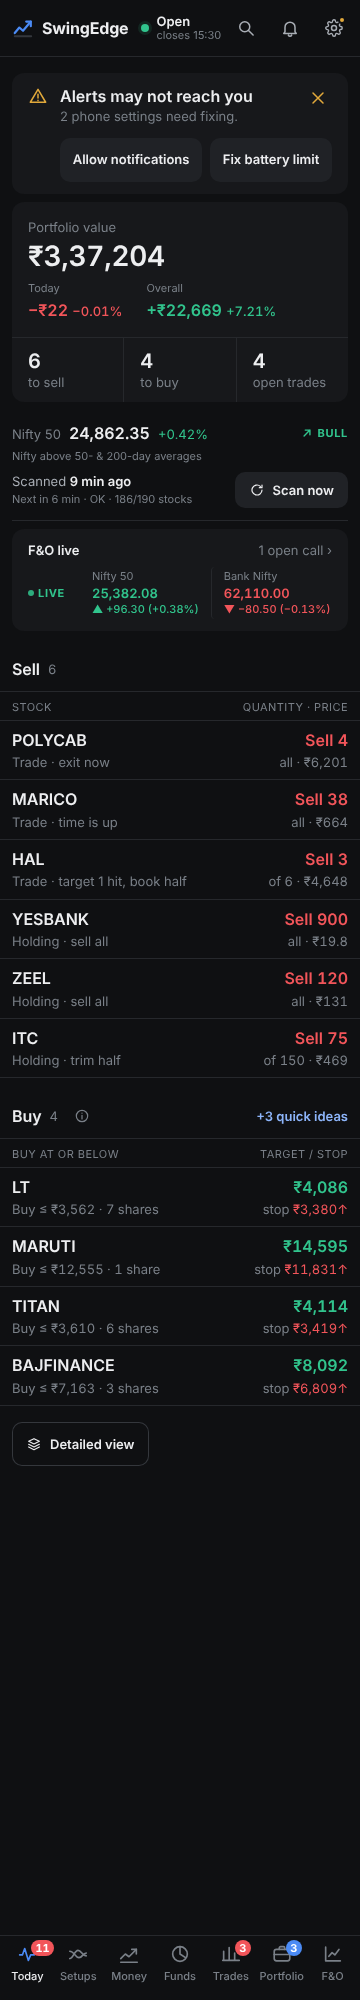 SwingEdge
Open
closes 15:30
Alerts may not reach you
2 phone settings need fixing.
Allow notifications
Fix battery limit
Portfolio value
₹3,37,204
Today
Overall
−₹22 −0.01%
+₹22,669 +7.21%
6
4
4
to sell
to buy
open trades
Nifty 50 24,862.35 +0.42%
↗ BULL
Nifty above 50- & 200-day averages
Scanned 9 min ago
Next in 6 min · OK · 186/190 stocks
Scan now
F&O live
1 open call ›
LIVE
Nifty 50
25,382.08
▲ +96.30 (+0.38%)
Bank Nifty
62,110.00
▼ −80.50 (−0.13%)
Sell 6
STOCK
QUANTITY · PRICE
POLYCAB
Sell 4
Trade · exit now
all · ₹6,201
MARICO
Sell 38
Trade · time is up
all · ₹664
HAL
Sell 3
Trade · target 1 hit, book half
of 6 · ₹4,648
YESBANK
Sell 900
Holding · sell all
all · ₹19.8
ZEEL
Sell 120
Holding · sell all
all · ₹131
ITC
Sell 75
Holding · trim half
of 150 · ₹469
Buy 4
+3 quick ideas
BUY AT OR BELOW
TARGET / STOP
LT
₹4,086
Buy ≤ ₹3,562 · 7 shares
stop ₹3,380↑
MARUTI
₹14,595
Buy ≤ ₹12,555 · 1 share
stop ₹11,831↑
TITAN
₹4,114
Buy ≤ ₹3,610 · 6 shares
stop ₹3,419↑
BAJFINANCE
₹8,092
Buy ≤ ₹7,163 · 3 shares
stop ₹6,809↑
Detailed view
11
3
3
Today
Setups
Money
Funds
Trades
Portfolio
F&O